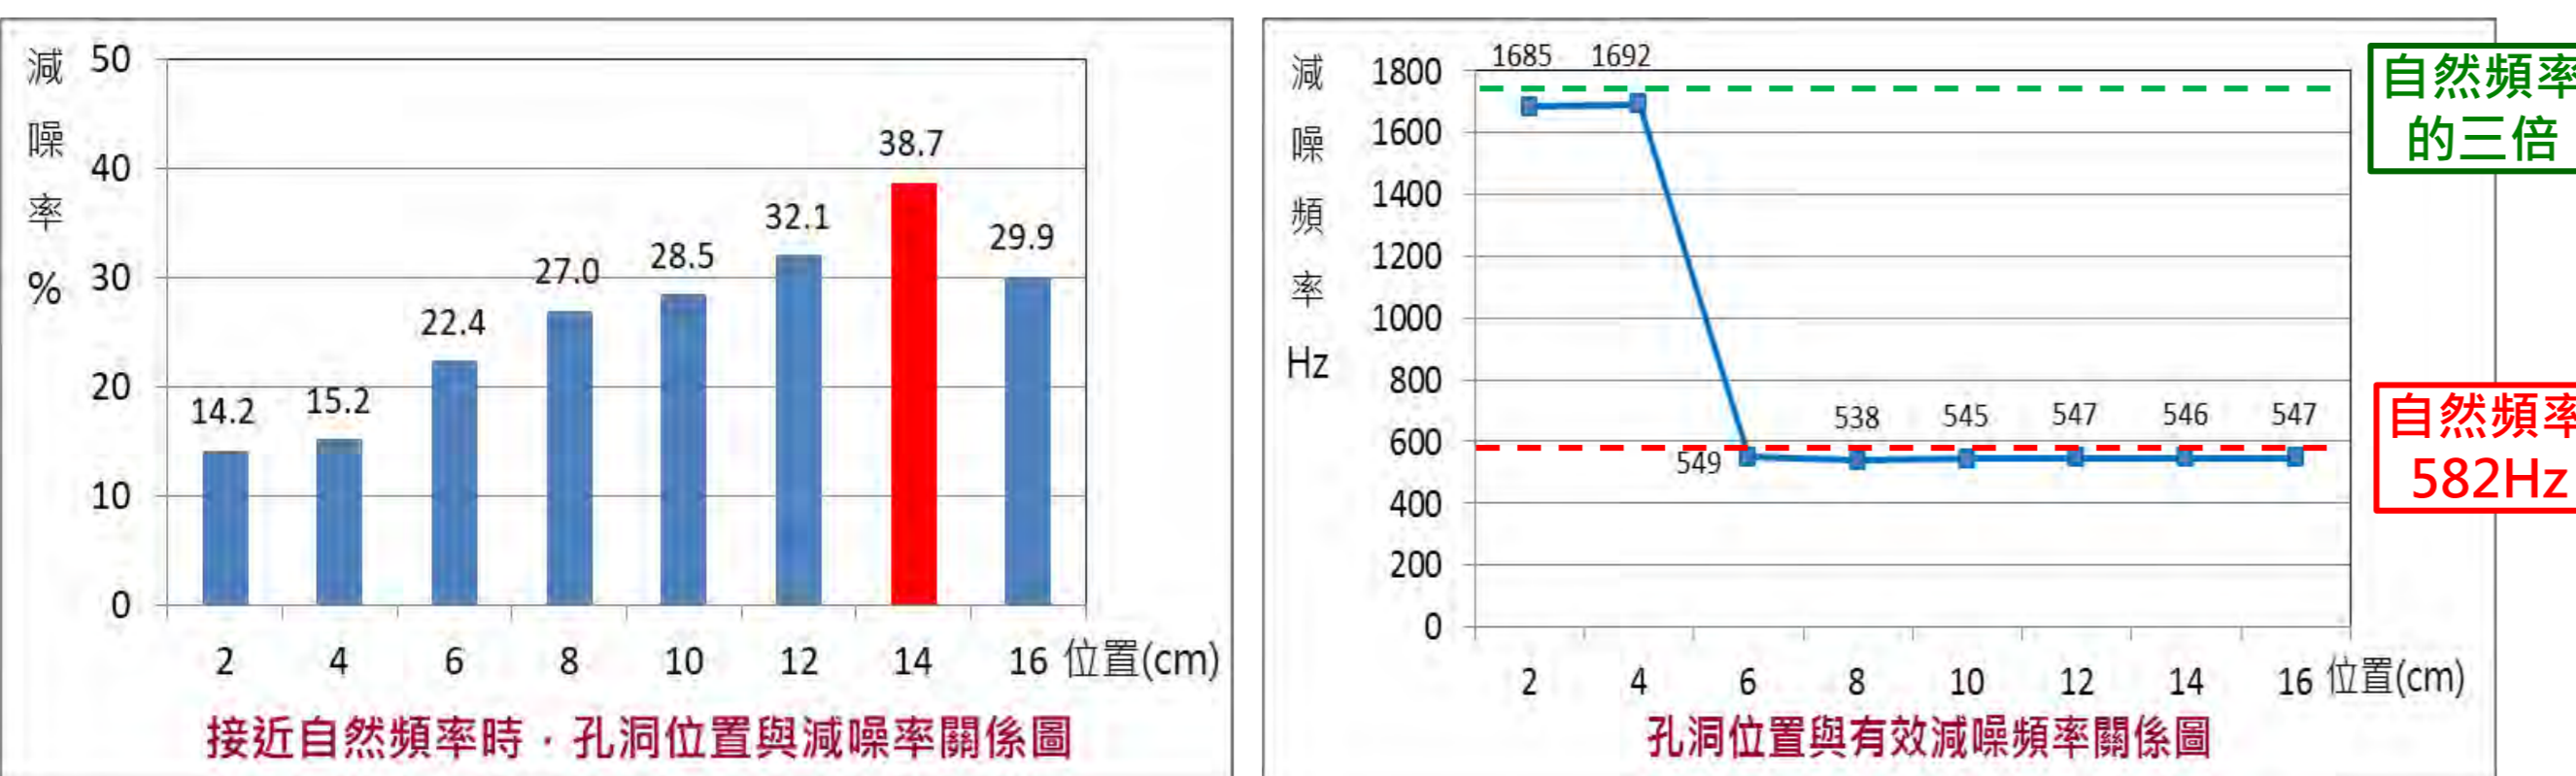 減
噪
率
%
50
40
30
20
10
0
14.2
15.2
22.4
27.0
28.5
32.1
38.7
29.9
2 4 6 8 10 12 14 16 位置(cm)
接近自然頻率時，孔洞位置與減噪率關係圖
減
噪
頻
率
Hz
1800
1600
1400
1200
1000
800
600
400
200
0
1685 1692
549
538 545 547 546 547
2 4 6 8 10 12 14 16 位置(cm)
孔洞位置與有效減噪頻率關係圖
自然頻率
的三倍
自然頻率
582Hz